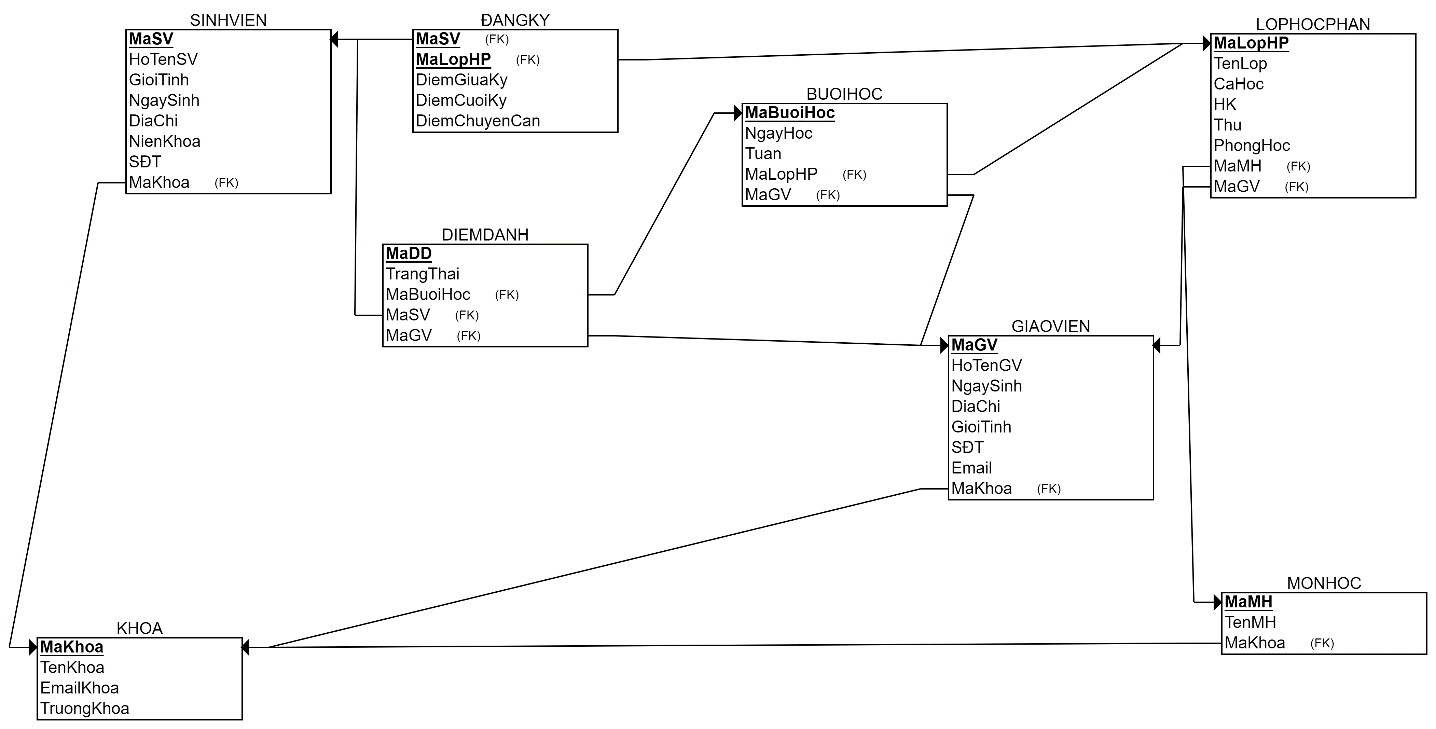 SINHVIEN
MaSV
HoTenSV
GioiTinh
NgaySinh
DiaChi
NienKhoa
SĐT
MaKhoa (FK)
ĐANGKY
MaSV (FK)
MaLopHP (FK)
DiemGiuaKy
DiemCuoiKy
DiemChuyenCan
LOPHOCPHAN
MaLopHP
TenLop
CaHoc
HK
Thu
PhongHoc
MaMH (FK)
MaGV (FK)
BUOIHOC
MaBuoiHoc
NgayHoc
Tuan
MaLopHP (FK)
MaGV (FK)
DIEMDANH
MaDD
TrangThai
MaBuoiHoc (FK)
MaSV (FK)
MaGV (FK)
GIAOVIEN
MaGV
HoTenGV
NgaySinh
DiaChi
GioiTinh
SĐT
Email
MaKhoa (FK)
MONHOC
MaMH
TenMH
MaKhoa (FK)
KHOA
MaKhoa
TenKhoa
EmailKhoa
TruongKhoa